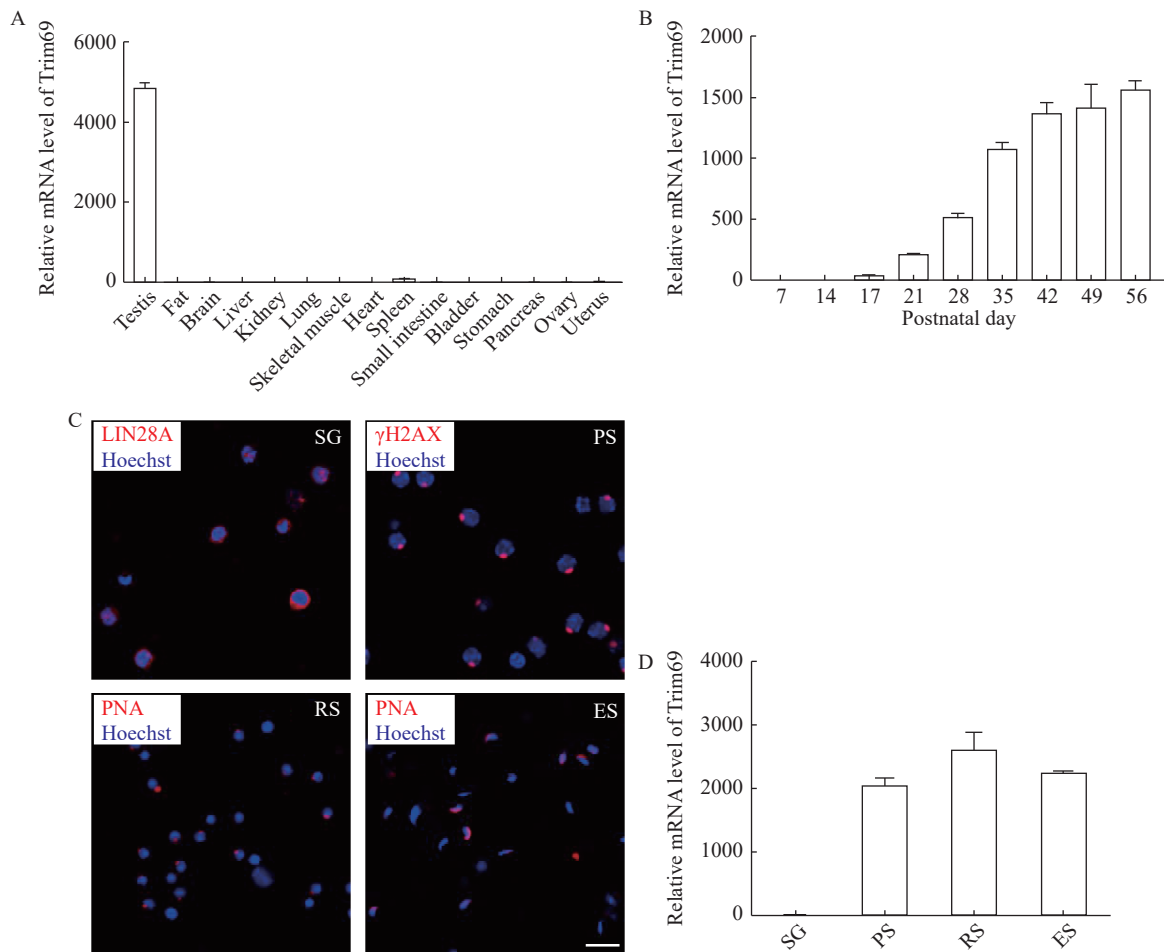 A
Relative mRNA level of Trim69
6000
4000
2000
0
Testis
Fat
Brain
Liver
Kidney
Lung
Skeletal muscle
Heart
Spleen
Small intestine
Bladder
Stomach
Pancreas
Ovary
Uterus
B
Relative mRNA level of Trim69
2000
1500
1000
500
0
7 14 17 21 28 35 42 49 56
Postnatal day
C
LIN28A
Hoechst
SG
γH2AX
Hoechst
PS
PNA
Hoechst
RS
PNA
Hoechst
ES
D
Relative mRNA level of Trim69
4000
3000
2000
1000
0
SG
PS
RS
ES